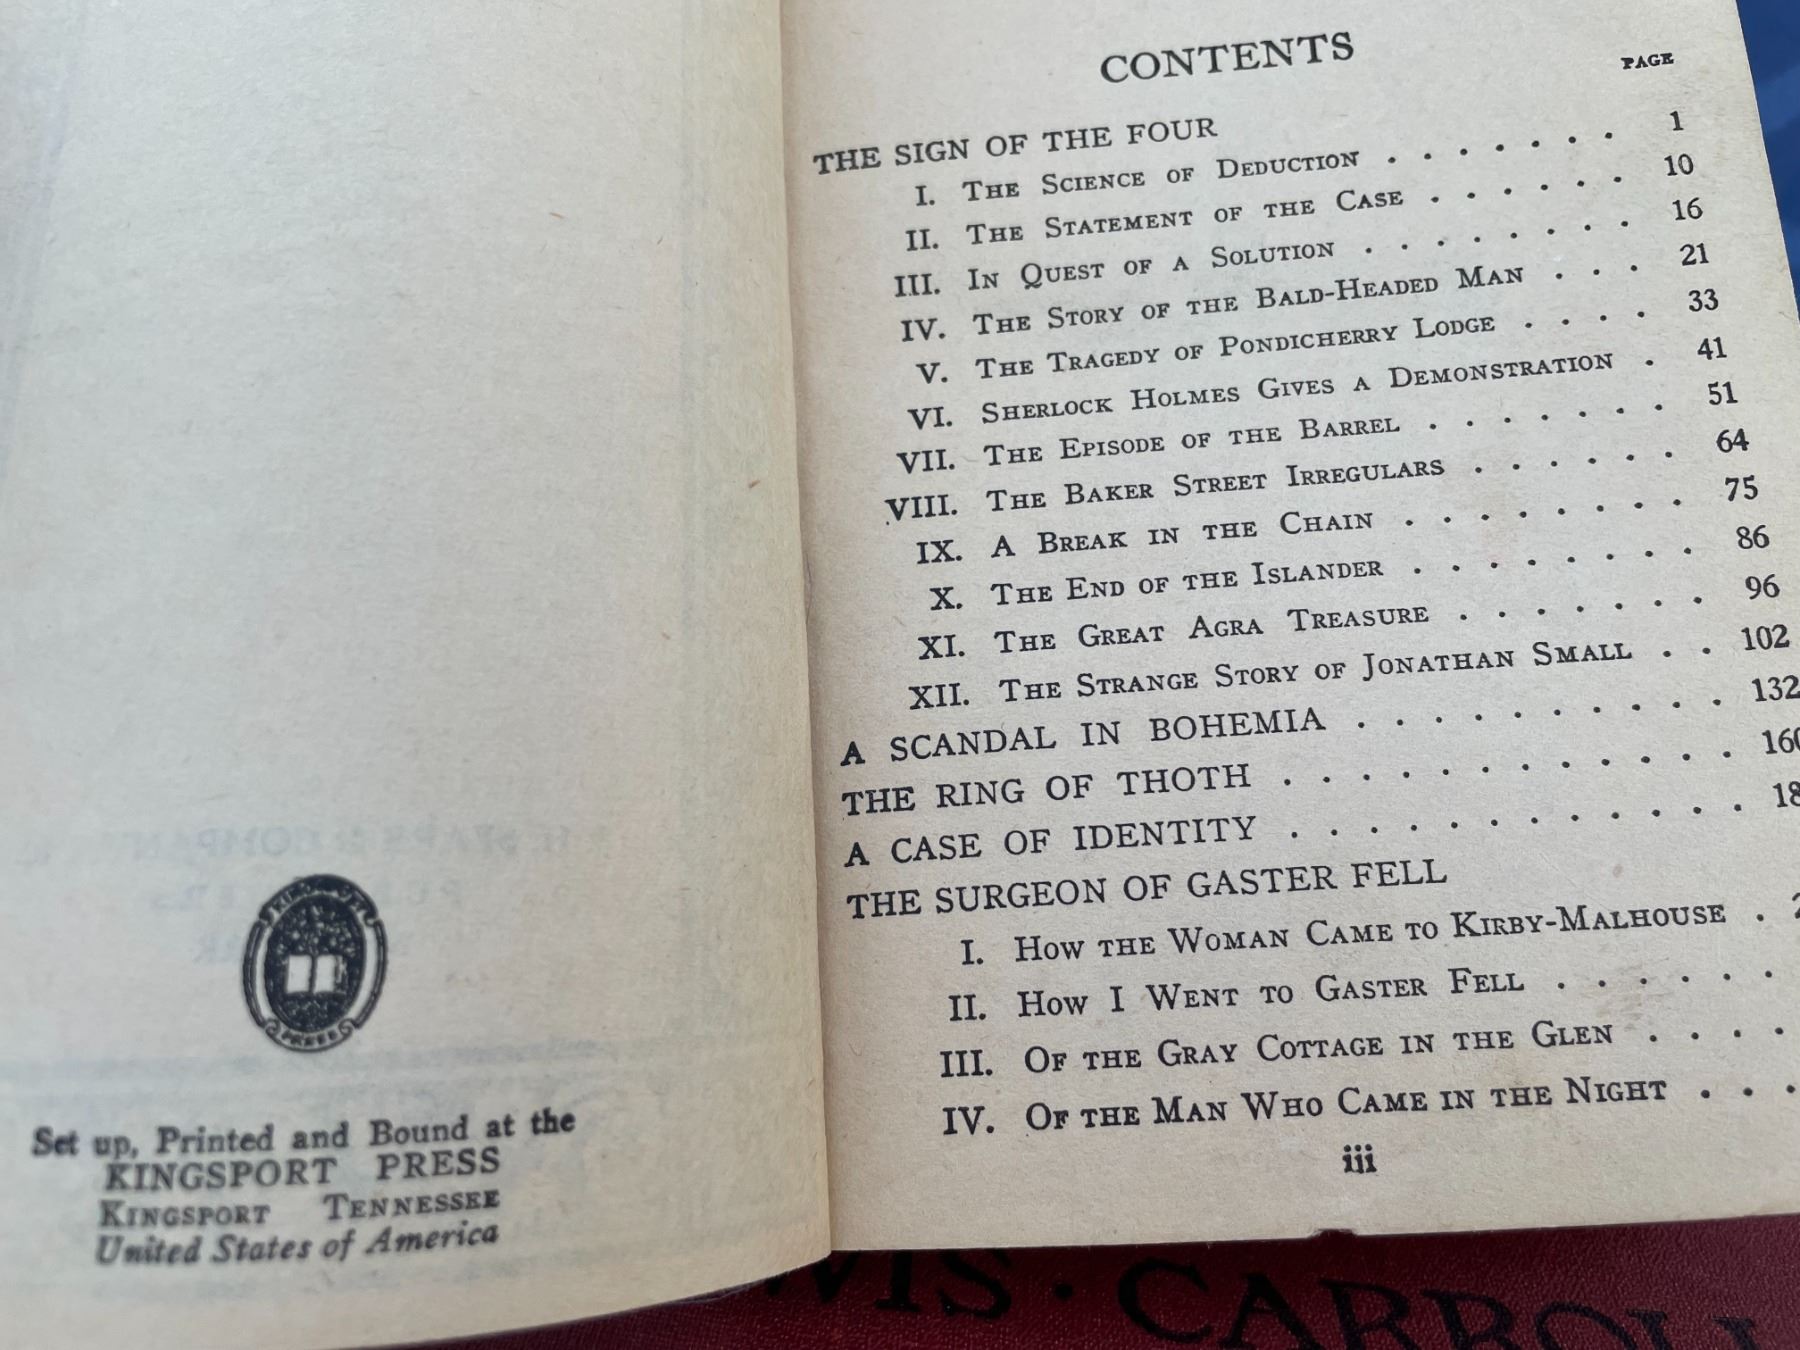 Set up, Printed and Bound at the
KINGSPORT PRESS
KINGSPORT TENNESSEE
United States of America
CONTENTS
PAGE
THE SIGN OF THE FOUR
I. THE SCIENCE OF DEDUCTION . . . . . . . 1
II. THE STATEMENT OF THE CASE . . . . . . 10
III. IN QUEST OF A SOLUTION . . . . . . . . 16
IV. THE STORY OF THE BALD-HEADED MAN . . . 21
V. THE TRAGEDY OF PONDICHERRY LODGE . . . . 33
VI. SHERLOCK HOLMES GIVES A DEMONSTRATION . 41
VII. THE EPISODE OF THE BARREL . . . . . . . 51
VIII. THE BAKER STREET IRREGULARS . . . . . . 64
IX. A BREAK IN THE CHAIN . . . . . . . . 75
X. THE END OF THE ISLANDER . . . . . . . . 86
XI. THE GREAT AGRA TREASURE . . . . . . . 96
XII. THE STRANGE STORY OF JONATHAN SMALL . . 102
A SCANDAL IN BOHEMIA . . . . . . . . . . 132
THE RING OF THOTH . . . . . . . . . . . . 160
A CASE OF IDENTITY . . . . . . . . . . . . 18
THE SURGEON OF GASTER FELL
I. HOW THE WOMAN CAME TO KIRBY-MALHOUSE . 2
II. HOW I WENT TO GASTER FELL . . . . . .
III. OF THE GRAY COTTAGE IN THE GLEN . . . .
IV. OF THE MAN WHO CAME IN THE NIGHT . . .
iii
WIS · CARROLL